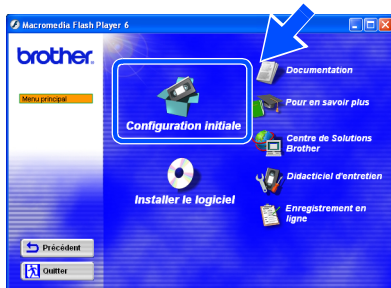 Macromedia Flash Player 6
brother.
Menu principal
Configuration initiale
Installer le logiciel
Documentation
Pour en savoir plus
Centre de Solutions
Brother
Didacticiel d'entretien
Enregistrement en
ligne
Précédent
Quitter